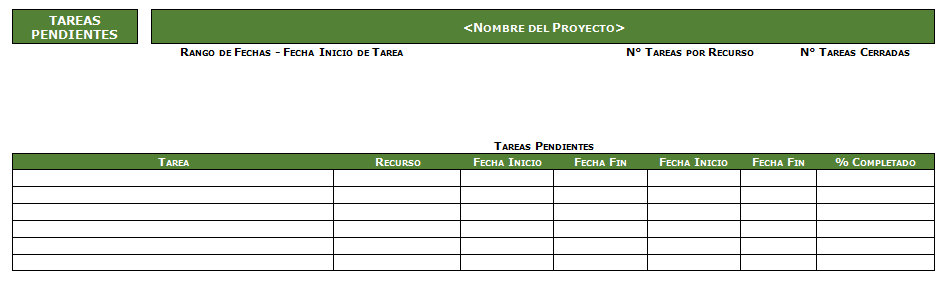 TAREAS
PENDIENTES
<Nombre del Proyecto>
Rango de Fechas - Fecha Inicio de Tarea
N° Tareas por Recurso
N° Tareas Cerradas
Tareas Pendientes
Tarea
Recurso
Fecha Inicio
Fecha Fin
Fecha Inicio
Fecha Fin
% Completado